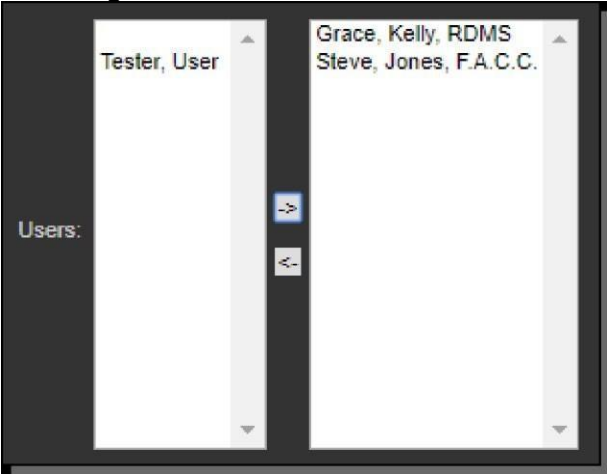 Users:
Tester, User
->
<-
Grace, Kelly, RDMS
Steve, Jones, F.A.C.C.